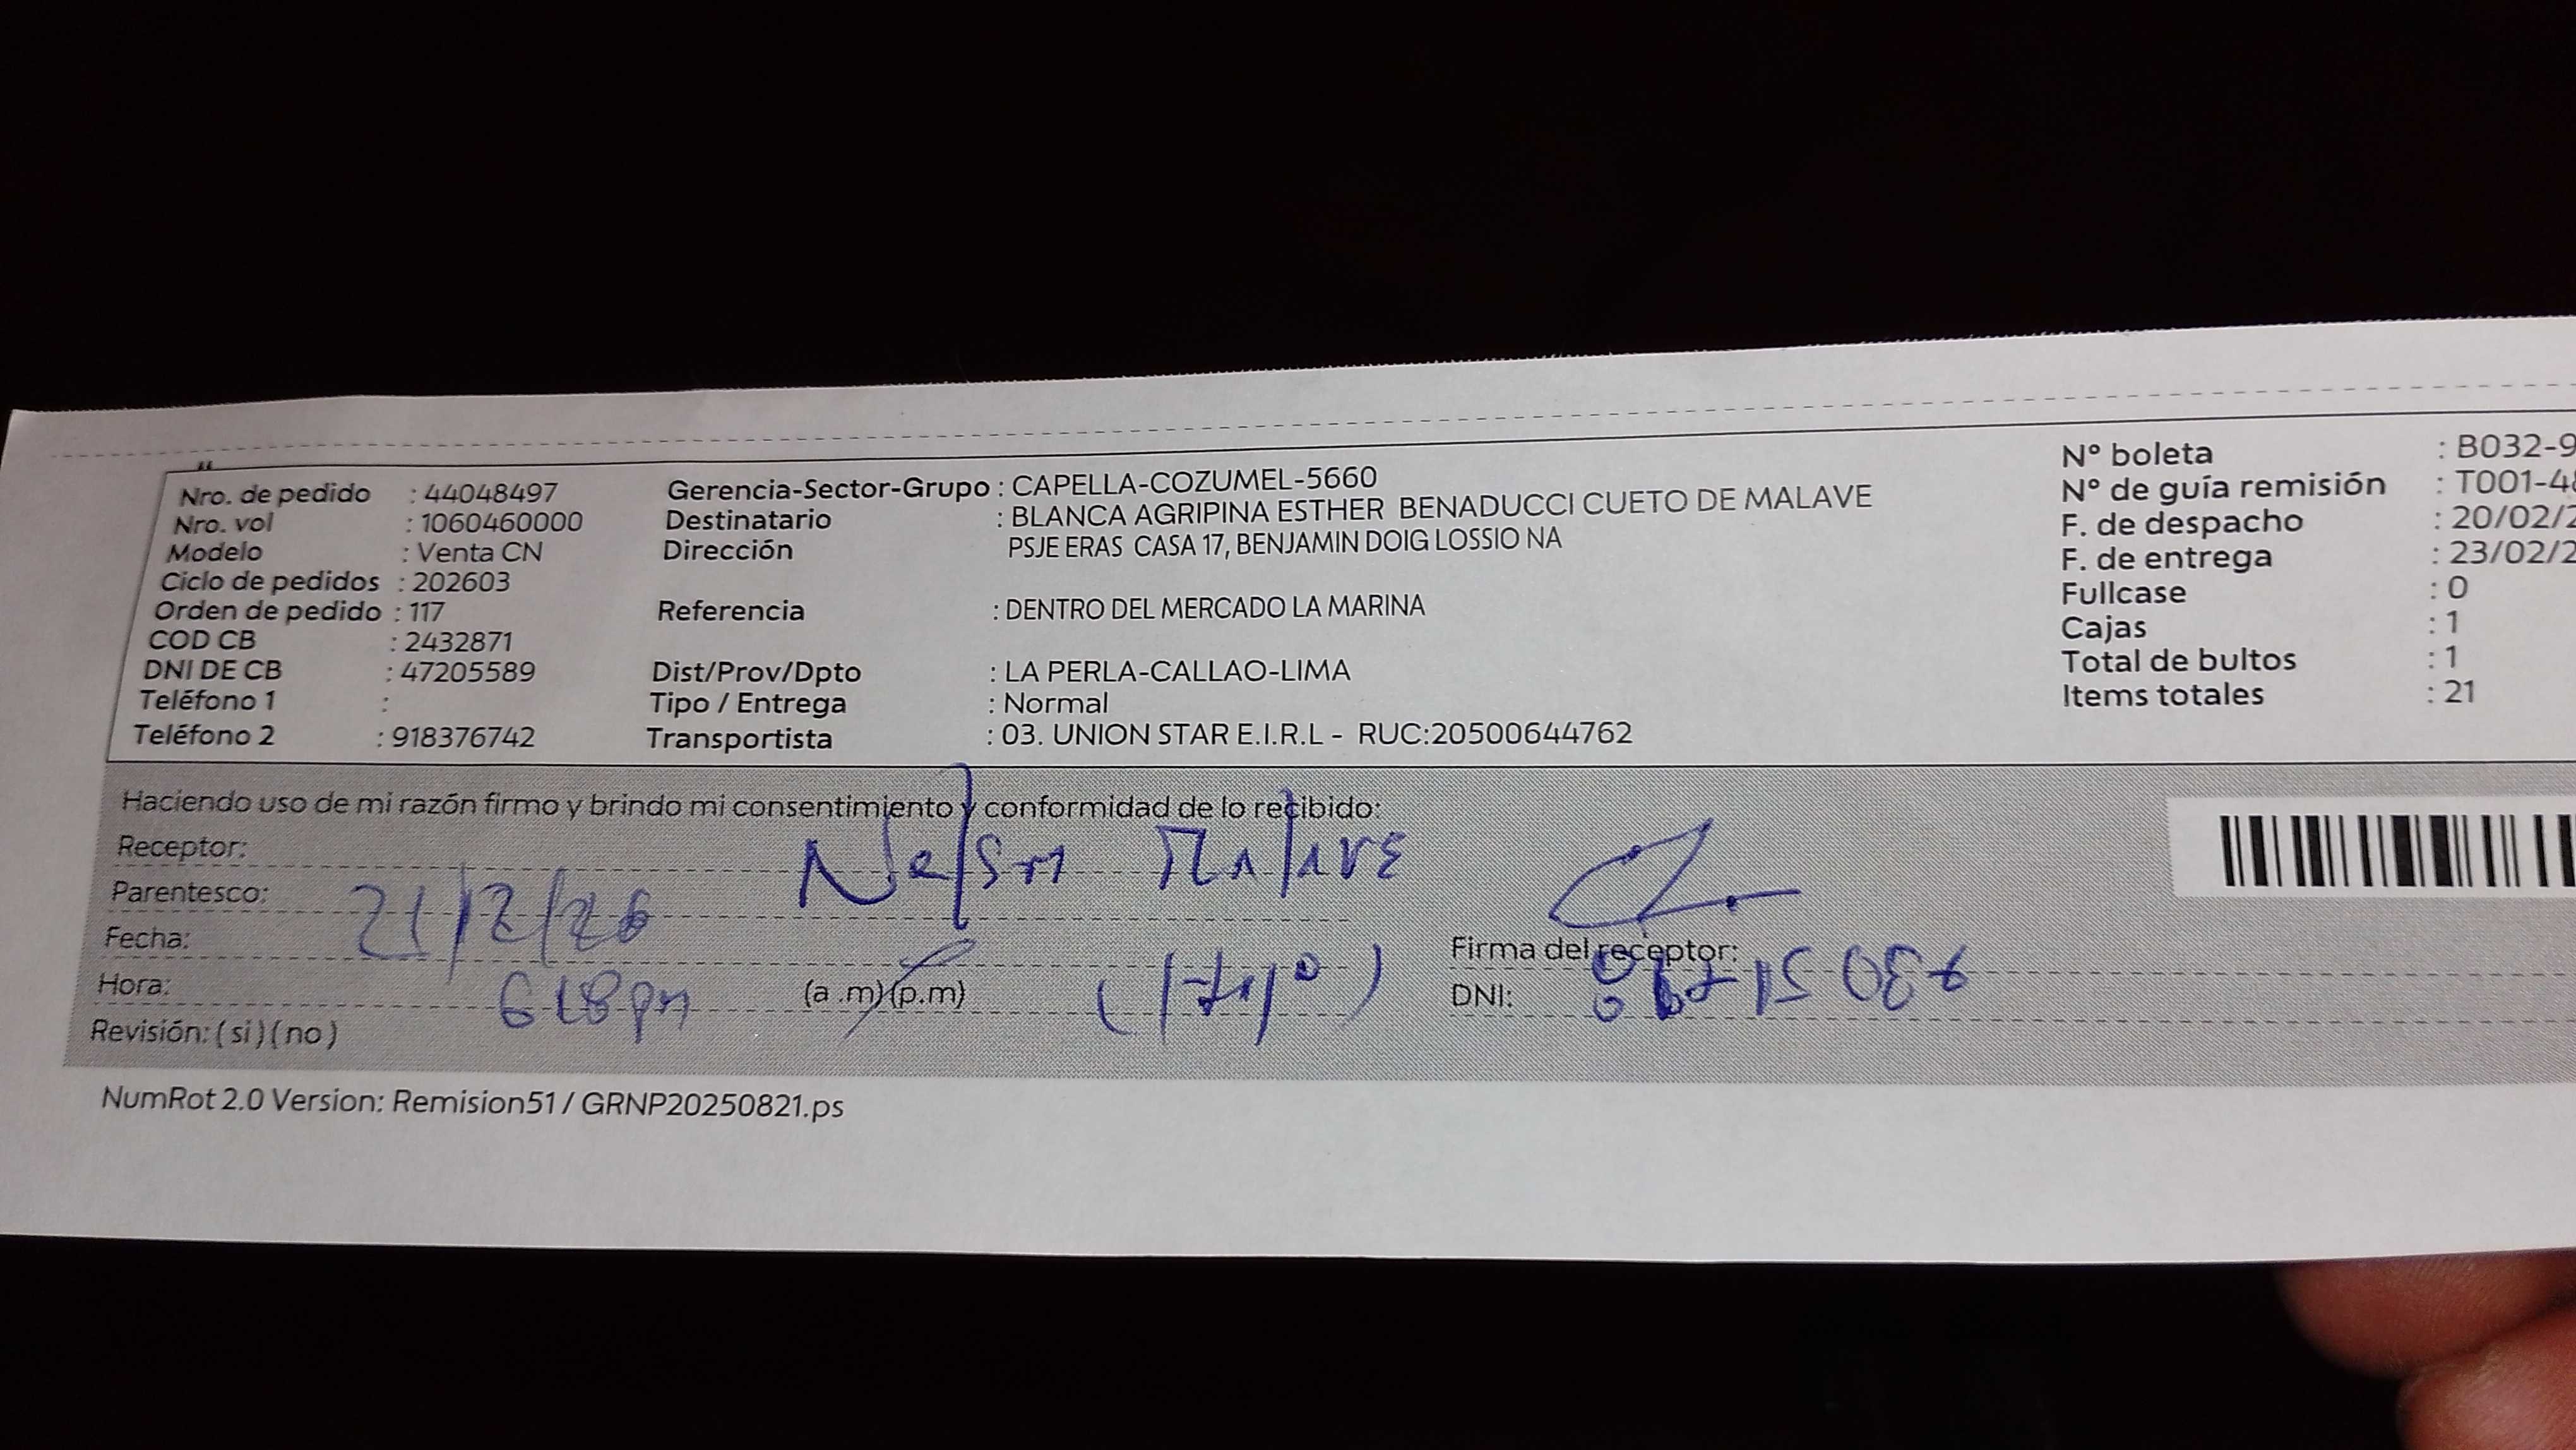 Nro. de pedido : 44048497
Nro. vol : 1060460000
Modelo : Venta CN
Ciclo de pedidos : 202603
Orden de pedido : 117
COD CB : 2432871
DNI DE CB : 47205589
Teléfono 1 :
Teléfono 2 : 918376742
Gerencia-Sector-Grupo : CAPELLA-COZUMEL-5660
Destinatario : BLANCA AGRIPINA ESTHER BENADUCCI CUETO DE MALAVE
Dirección PSJE ERAS CASA 17, BENJAMIN DOIG LOSSIO NA
Referencia : DENTRO DEL MERCADO LA MARINA
Dist/Prov/Dpto : LA PERLA-CALLAO-LIMA
Tipo / Entrega : Normal
Transportista : 03. UNION STAR E.I.R.L - RUC:20500644762
N° boleta : B032-9
N° de guía remisión : T001-48
F. de despacho : 20/02/2
F. de entrega : 23/02/2
Fullcase : 0
Cajas : 1
Total de bultos : 1
Items totales : 21
Haciendo uso de mi razón firmo y brindo mi consentimiento y conformidad de lo recibido:
Receptor: Nelson Malave
Parentesco:
Fecha: 21/2/26
Hora: 618pm (a .m)(p.m)
Revisión: (si)(no)
Firma del receptor:
DNI:
NumRot 2.0 Version: Remision51 / GRNP20250821.ps